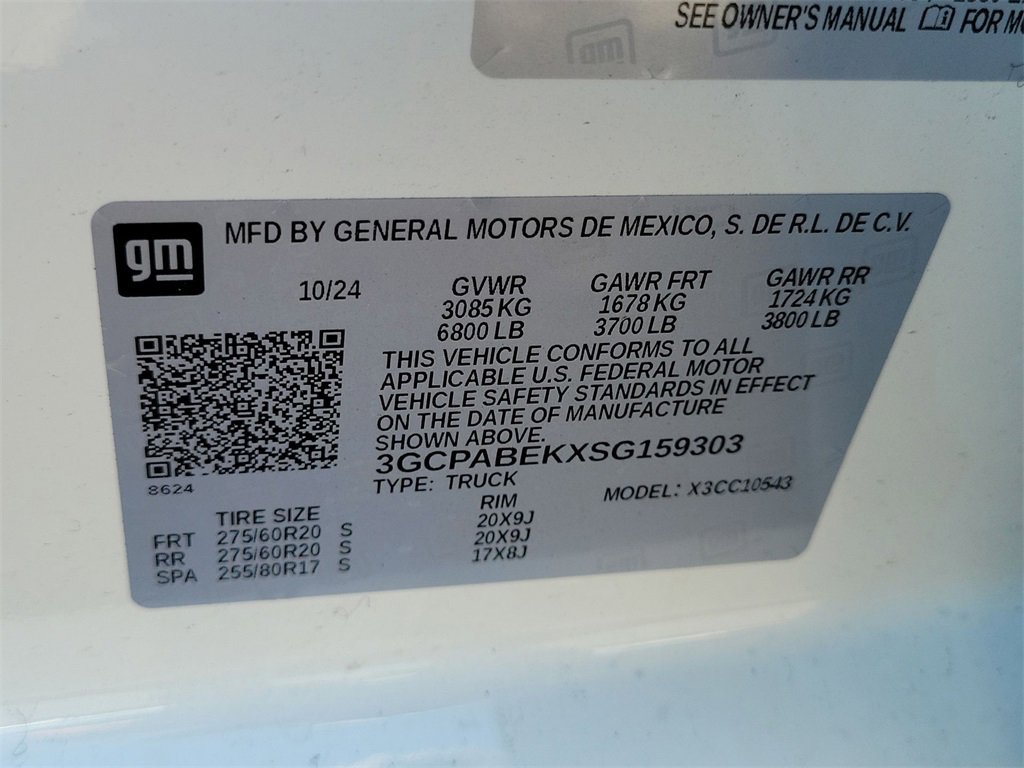 SEE OWNER'S MANUAL FOR
gm
gm
MFD BY GENERAL MOTORS DE MEXICO, S. DE R.L. DE C.V.
10/24 GVWR GAWR FRT GAWR RR
3085 KG 1678 KG 1724 KG
6800 LB 3700 LB 3800 LB
THIS VEHICLE CONFORMS TO ALL
APPLICABLE U.S. FEDERAL MOTOR
VEHICLE SAFETY STANDARDS IN EFFECT
ON THE DATE OF MANUFACTURE
SHOWN ABOVE.
3GCPABEKXSG159303
8624
TYPE: TRUCK MODEL: X3CC10543
TIRE SIZE RIM
FRT 275/60R20 S 20X9J
RR 275/60R20 S 20X9J
SPA 255/80R17 S 17X8J